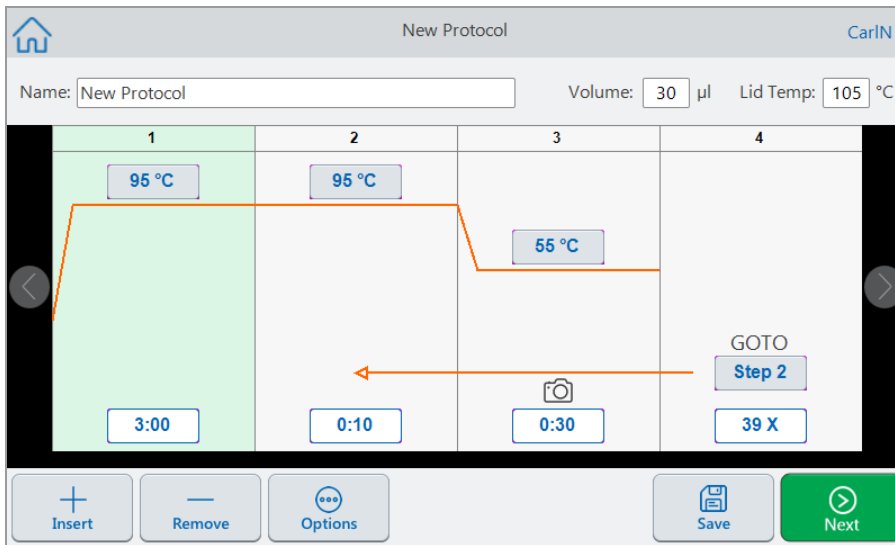 New Protocol
CarlN
Name: New Protocol Volume: 30 µl Lid Temp: 105 °C
1 2 3 4
95 °C 95 °C
55 °C
GOTO
Step 2
3:00 0:10 0:30 39 X
Insert Remove Options Save Next